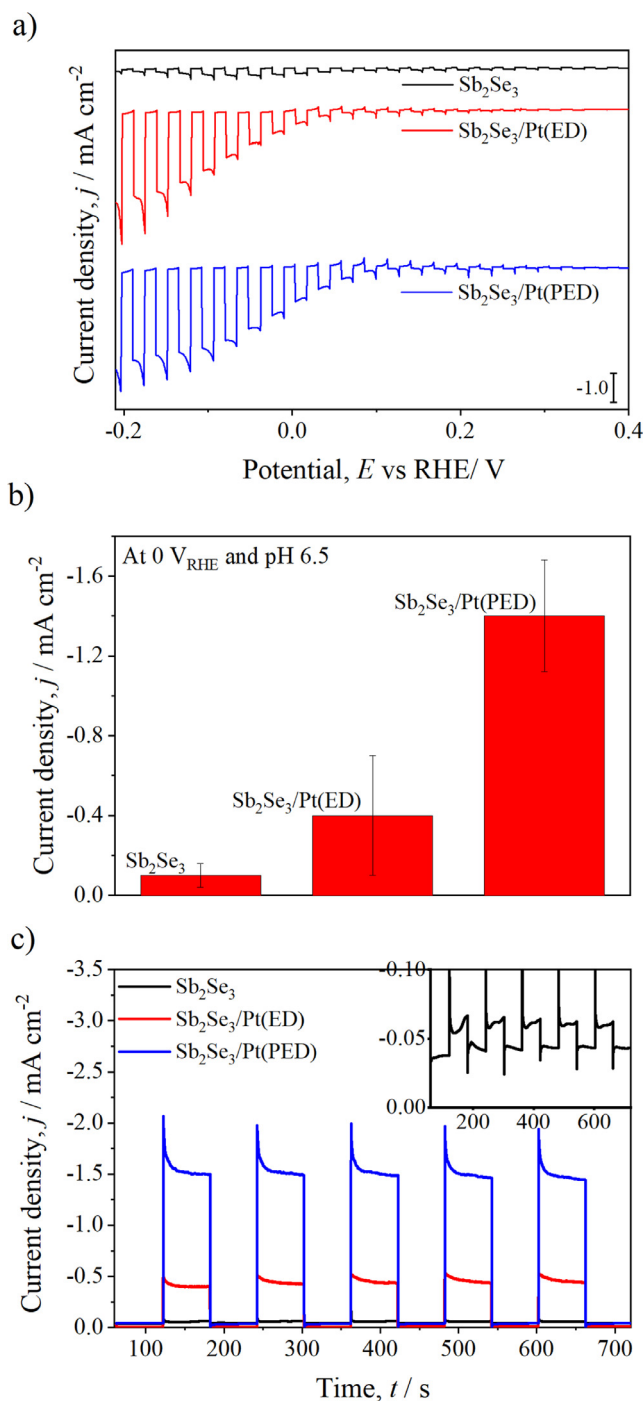 a)
Current density, j / mA cm⁻²
Sb₂Se₃
Sb₂Se₃/Pt(ED)
Sb₂Se₃/Pt(PED)
-1.0
-0.2 0.0 0.2 0.4
Potential, E vs RHE/ V
b)
Current density, j / mA cm⁻²
At 0 V_RHE and pH 6.5
-1.6
Sb₂Se₃/Pt(PED)
-1.2
-0.8
Sb₂Se₃/Pt(ED)
-0.4
Sb₂Se₃
0.0
c)
Current density, j / mA cm⁻²
-3.5
-3.0
-2.5
-2.0
-1.5
-1.0
-0.5
0.0
Sb₂Se₃
Sb₂Se₃/Pt(ED)
Sb₂Se₃/Pt(PED)
-0.10
-0.05
0.00
200 400 600
100 200 300 400 500 600 700
Time, t / s